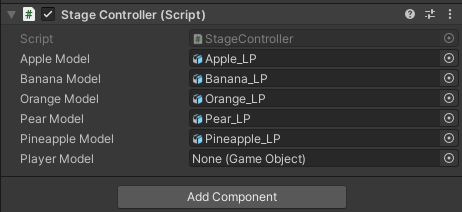 Stage Controller (Script)
Script StageController
Apple Model Apple_LP
Banana Model Banana_LP
Orange Model Orange_LP
Pear Model Pear_LP
Pineapple Model Pineapple_LP
Player Model None (Game Object)
Add Component